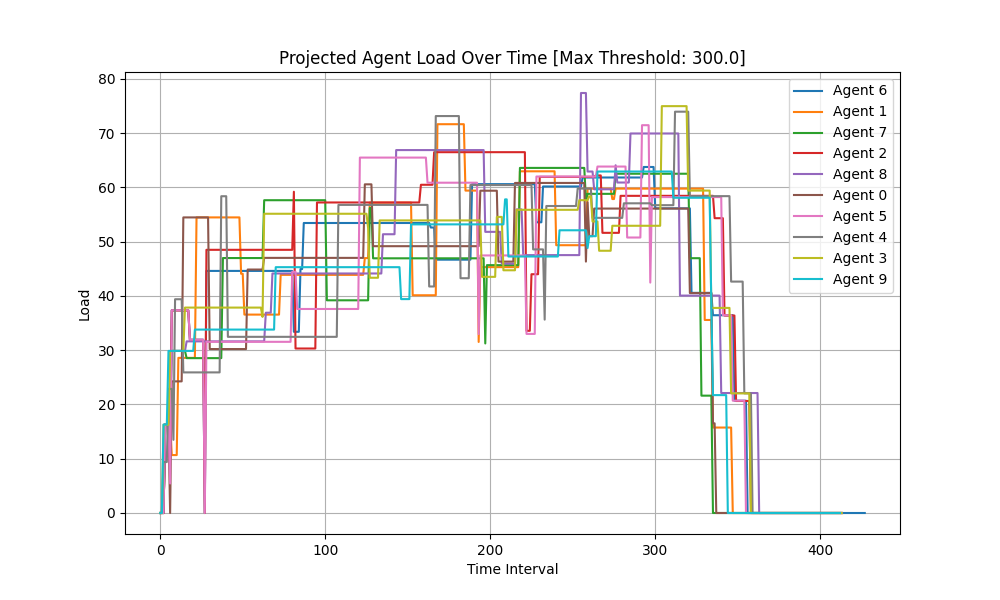 Projected Agent Load Over Time [Max Threshold: 300.0]
80
70
60
50
40
30
20
10
0
Load
0 100 200 300 400
Time Interval
Agent 6
Agent 1
Agent 7
Agent 2
Agent 8
Agent 0
Agent 5
Agent 4
Agent 3
Agent 9